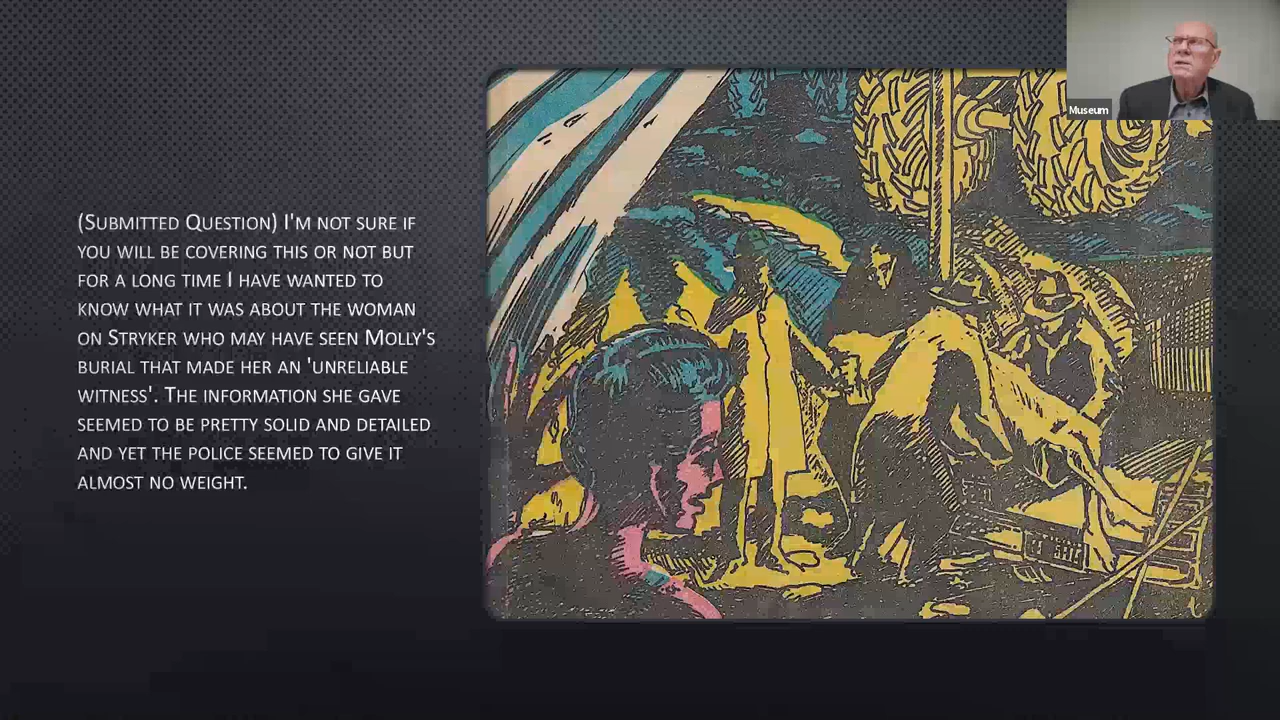 (Submitted Question) I'm not sure if
you will be covering this or not but
for a long time I have wanted to
know what it was about the woman
on Stryker who may have seen Molly's
burial that made her an 'unreliable
witness'. The information she gave
seemed to be pretty solid and detailed
and yet the police seemed to give it
almost no weight.
Museum